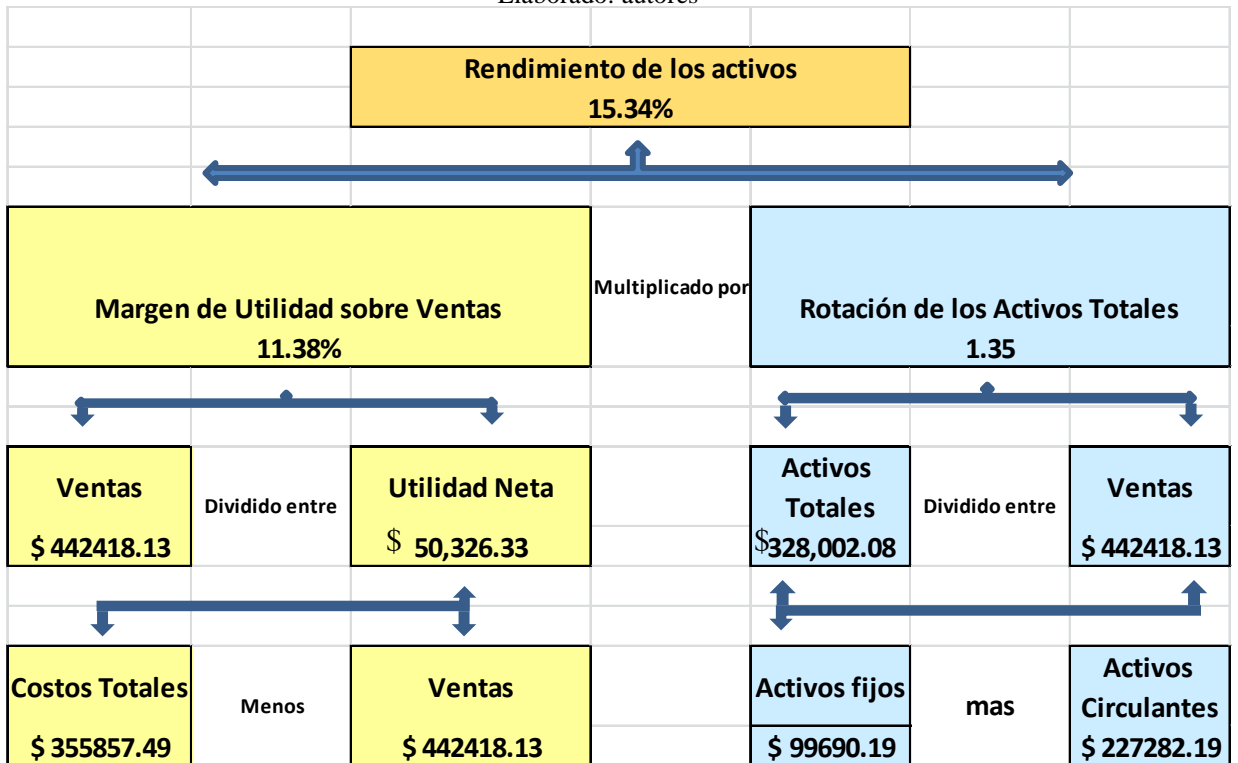 Elaborado: autores
Rendimiento de los activos
15.34%
Margen de Utilidad sobre Ventas
11.38%
Multiplicado por
Rotación de los Activos Totales
1.35
Ventas
$ 442418.13
Dividido entre
Utilidad Neta
$ 50,326.33
Activos
Totales
$328,002.08
Dividido entre
Ventas
$ 442418.13
Costos Totales
$ 355857.49
Menos
Ventas
$ 442418.13
Activos fijos
$ 99690.19
mas
Activos
Circulantes
$ 227282.19